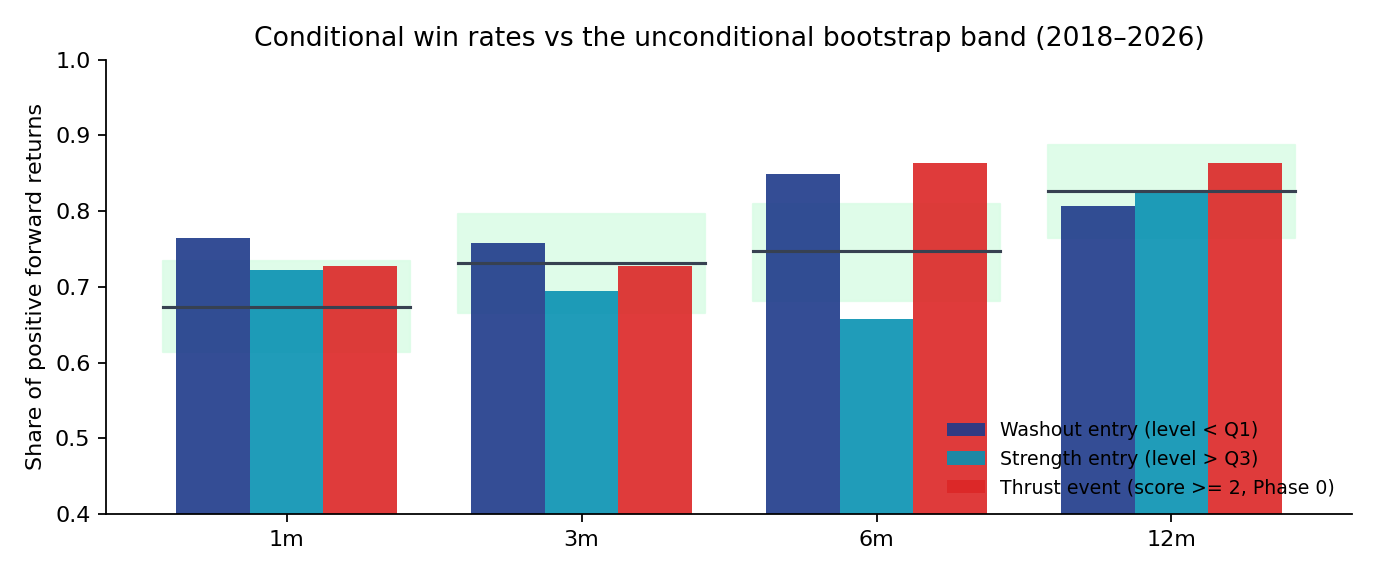 Conditional win rates vs the unconditional bootstrap band (2018–2026)
Share of positive forward returns
1.0
0.9
0.8
0.7
0.6
0.5
0.4
Washout entry (level < Q1)
Strength entry (level > Q3)
Thrust event (score >= 2, Phase 0)
1m
3m
6m
12m